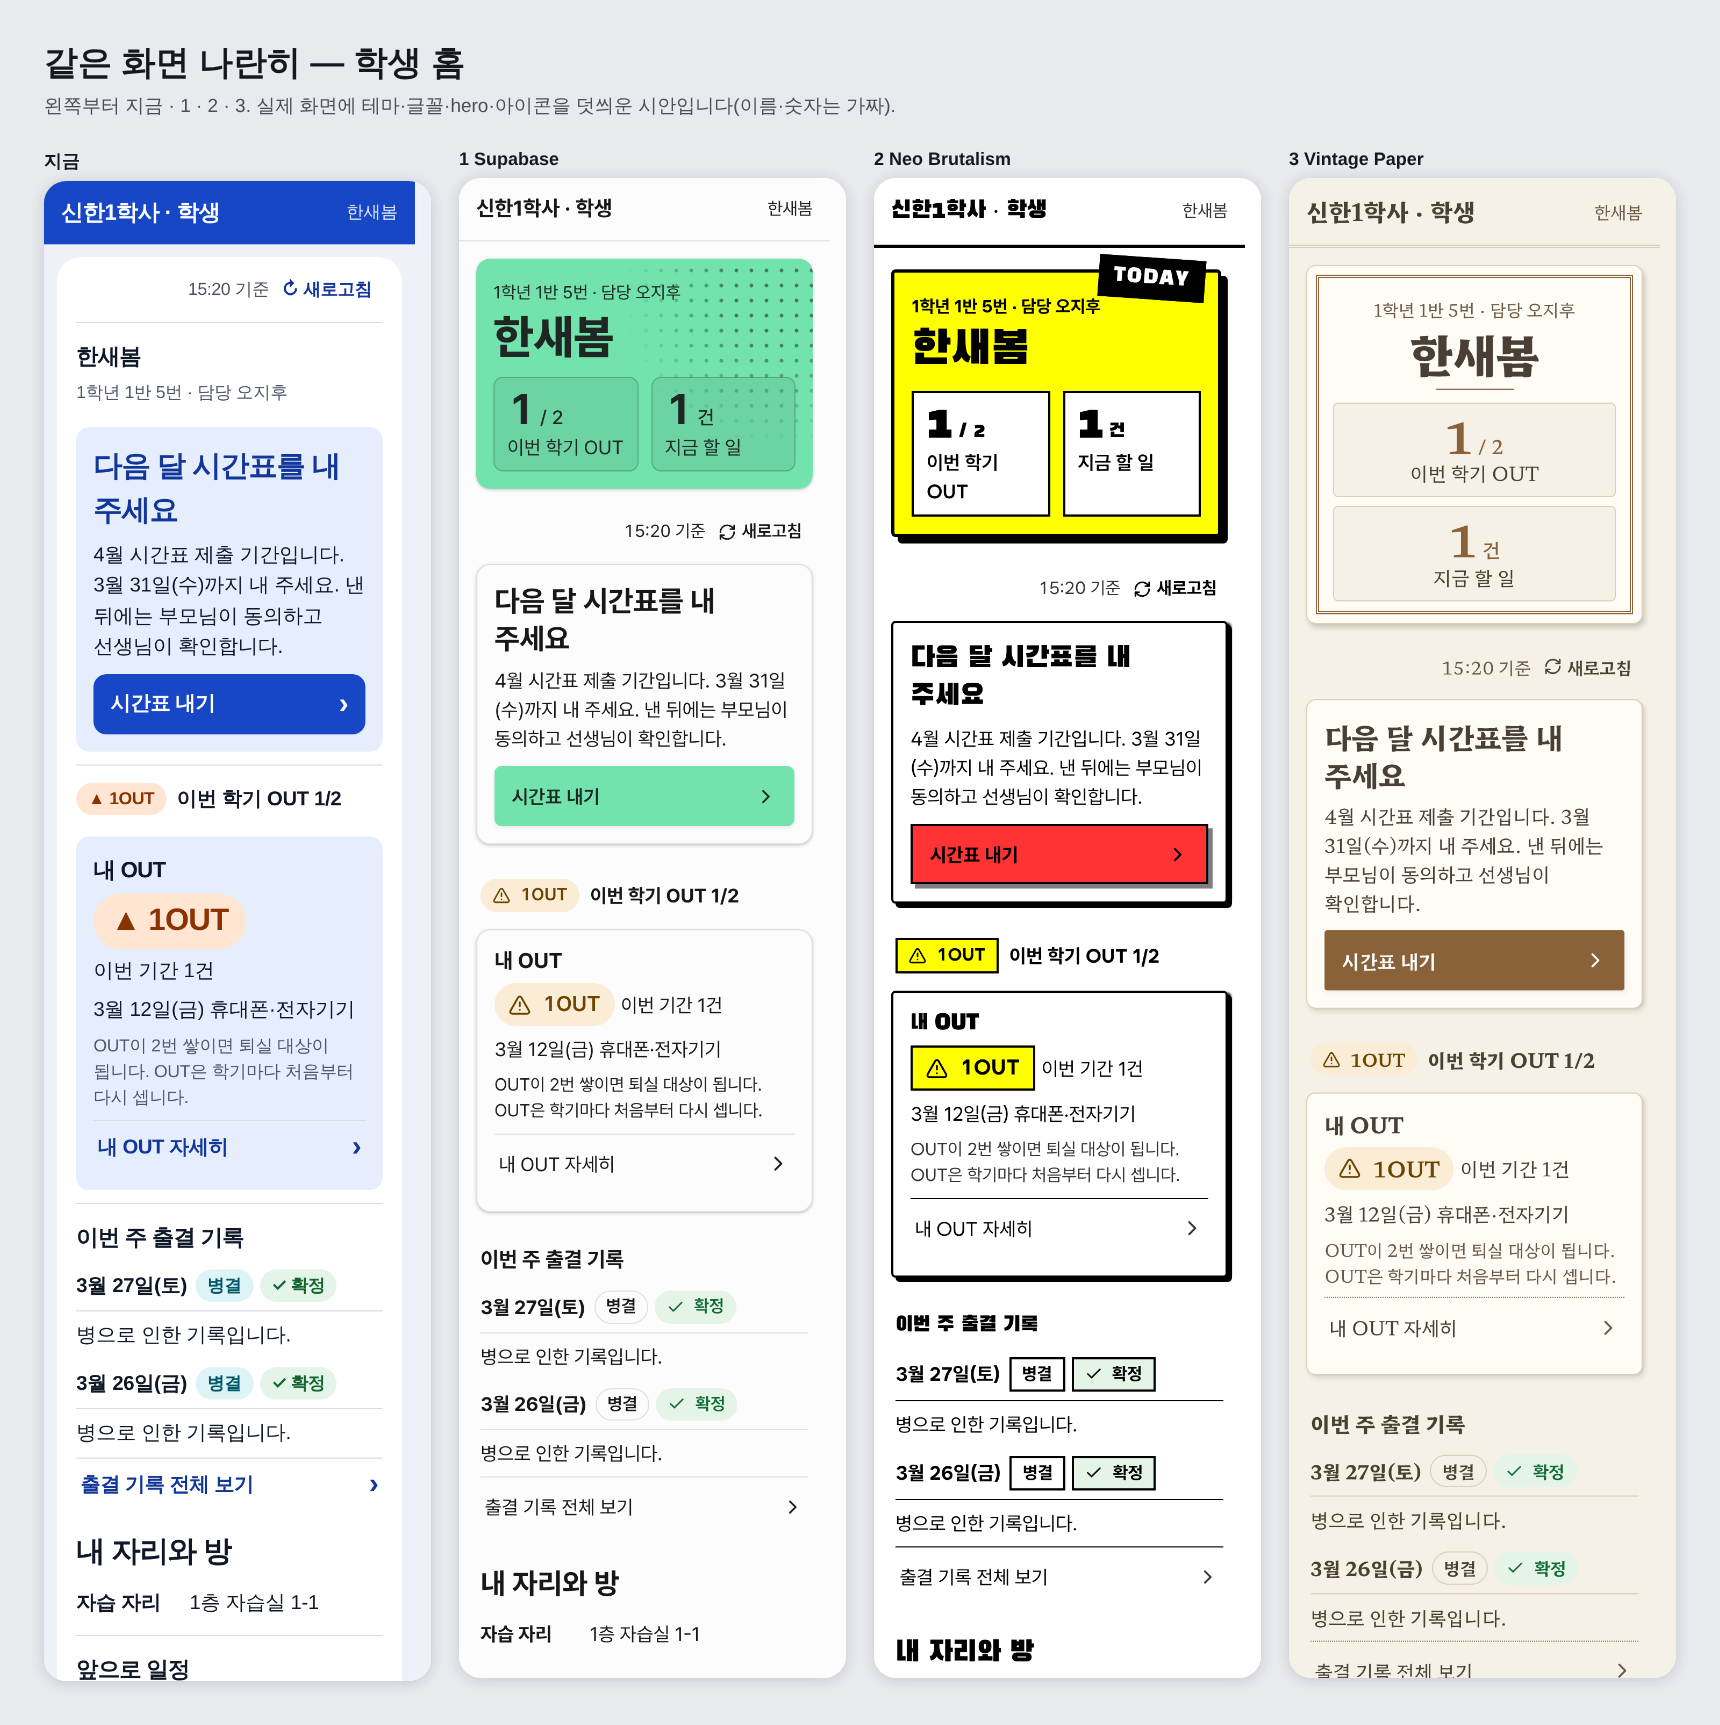 같은 화면 나란히 — 학생 홈
왼쪽부터 지금 · 1 · 2 · 3. 실제 화면에 테마·글꼴·hero·아이콘을 덧씌운 시안입니다(이름·숫자는 가짜).
지금
신한1학사 · 학생 한새봄
15:20 기준 새로고침
한새봄
1학년 1반 5번 · 담당 오지후
다음 달 시간표를 내
주세요
4월 시간표 제출 기간입니다.
3월 31일(수)까지 내 주세요. 낸
뒤에는 부모님이 동의하고
선생님이 확인합니다.
시간표 내기 ›
▲ 1OUT 이번 학기 OUT 1/2
내 OUT
▲ 1OUT
이번 기간 1건
3월 12일(금) 휴대폰·전자기기
OUT이 2번 쌓이면 퇴실 대상이
됩니다. OUT은 학기마다 처음부터
다시 셉니다.
내 OUT 자세히 ›
이번 주 출결 기록
3월 27일(토) 병결 ✓ 확정
병으로 인한 기록입니다.
3월 26일(금) 병결 ✓ 확정
병으로 인한 기록입니다.
출결 기록 전체 보기 ›
내 자리와 방
자습 자리 1층 자습실 1-1
앞으로 일정
1 Supabase
신한1학사 · 학생 한새봄
1학년 1반 5번 · 담당 오지후
한새봄
1 / 2 1 건
이번 학기 OUT 지금 할 일
15:20 기준 새로고침
다음 달 시간표를 내
주세요
4월 시간표 제출 기간입니다. 3월 31일
(수)까지 내 주세요. 낸 뒤에는 부모님이
동의하고 선생님이 확인합니다.
시간표 내기
1OUT 이번 학기 OUT 1/2
내 OUT
1OUT 이번 기간 1건
3월 12일(금) 휴대폰·전자기기
OUT이 2번 쌓이면 퇴실 대상이 됩니다.
OUT은 학기마다 처음부터 다시 셉니다.
내 OUT 자세히
이번 주 출결 기록
3월 27일(토) 병결 ✓ 확정
병으로 인한 기록입니다.
3월 26일(금) 병결 ✓ 확정
병으로 인한 기록입니다.
출결 기록 전체 보기
내 자리와 방
자습 자리 1층 자습실 1-1
2 Neo Brutalism
신한1학사 · 학생 한새봄
TODAY
1학년 1반 5번 · 담당 오지후
한새봄
1 / 2 1 건
이번 학기 지금 할 일
OUT
15:20 기준 새로고침
다음 달 시간표를 내
주세요
4월 시간표 제출 기간입니다. 3월 31일
(수)까지 내 주세요. 낸 뒤에는 부모님이
동의하고 선생님이 확인합니다.
시간표 내기
1OUT 이번 학기 OUT 1/2
내 OUT
1OUT 이번 기간 1건
3월 12일(금) 휴대폰·전자기기
OUT이 2번 쌓이면 퇴실 대상이 됩니다.
OUT은 학기마다 처음부터 다시 셉니다.
내 OUT 자세히
이번 주 출결 기록
3월 27일(토) 병결 ✓ 확정
병으로 인한 기록입니다.
3월 26일(금) 병결 ✓ 확정
병으로 인한 기록입니다.
출결 기록 전체 보기
내 자리와 방
3 Vintage Paper
신한1학사 · 학생 한새봄
1학년 1반 5번 · 담당 오지후
한새봄
1 / 2
이번 학기 OUT
1 건
지금 할 일
15:20 기준 새로고침
다음 달 시간표를 내
주세요
4월 시간표 제출 기간입니다. 3월
31일(수)까지 내 주세요. 낸 뒤에는
부모님이 동의하고 선생님이
확인합니다.
시간표 내기
1OUT 이번 학기 OUT 1/2
내 OUT
1OUT 이번 기간 1건
3월 12일(금) 휴대폰·전자기기
OUT이 2번 쌓이면 퇴실 대상이 됩니다.
OUT은 학기마다 처음부터 다시 셉니다.
내 OUT 자세히
이번 주 출결 기록
3월 27일(토) 병결 ✓ 확정
병으로 인한 기록입니다.
3월 26일(금) 병결 ✓ 확정
병으로 인한 기록입니다.
출결 기록 전체 보기